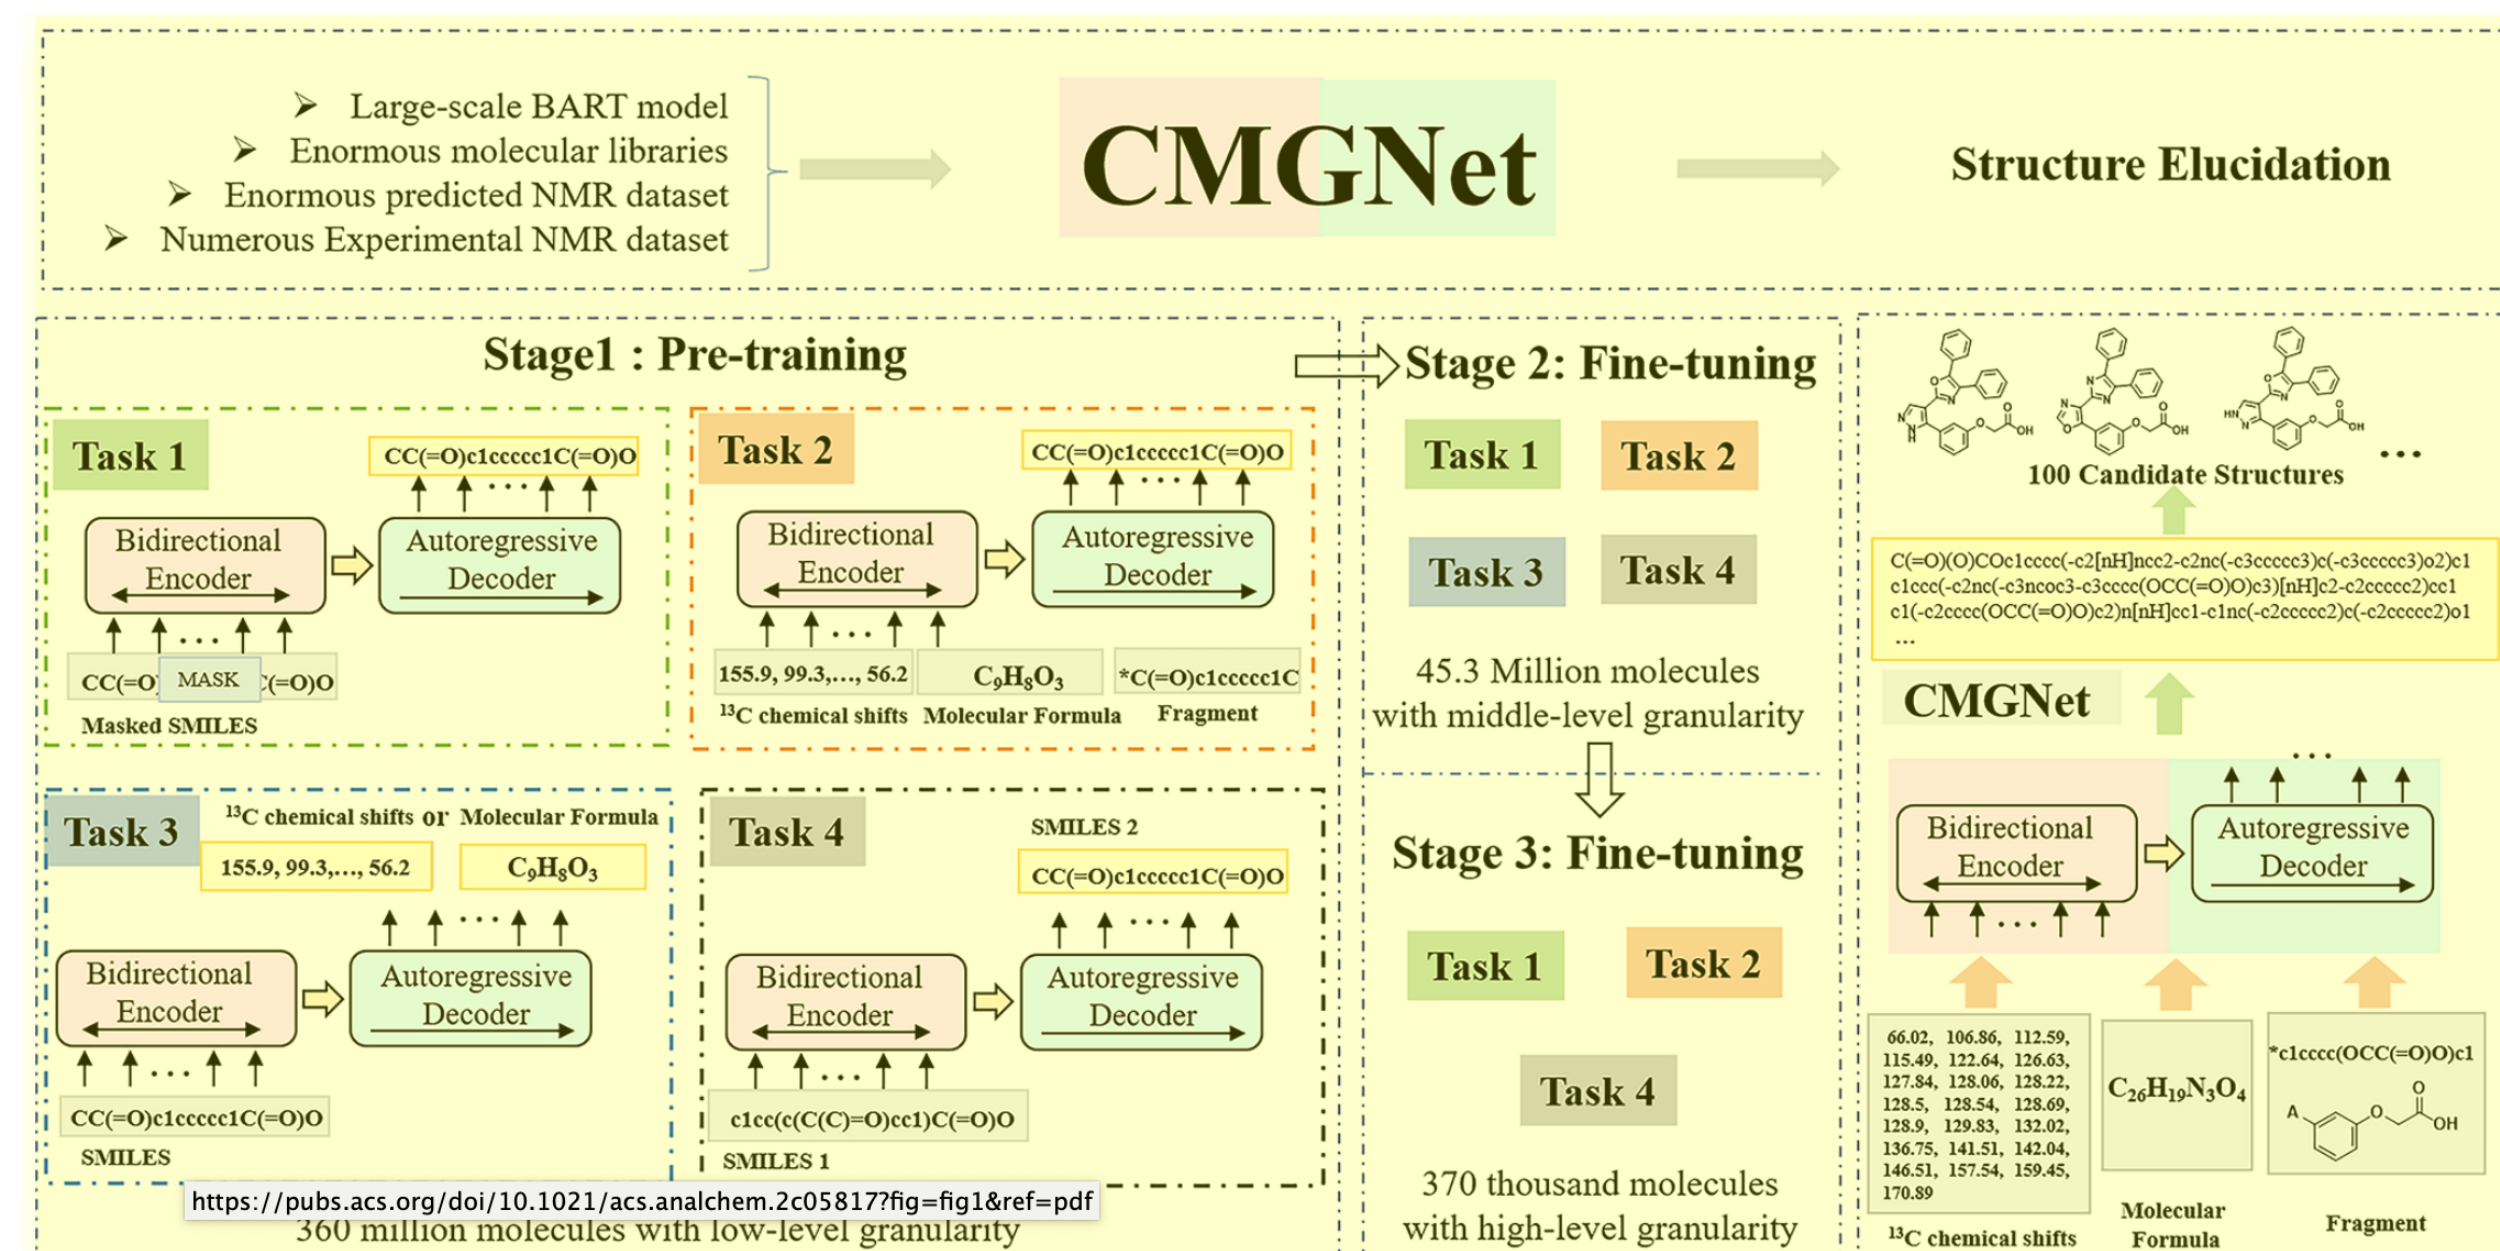 ➢ Large-scale BART model
➢ Enormous molecular libraries
➢ Enormous predicted NMR dataset
➢ Numerous Experimental NMR dataset
CMGNet
Structure Elucidation
Stage1 : Pre-training
Task 1
CC(=O)c1ccccc1C(=O)O
...
Bidirectional
Encoder
Autoregressive
Decoder
...
CC(=O) MASK C(=O)O
Masked SMILES
Task 2
CC(=O)c1ccccc1C(=O)O
...
Bidirectional
Encoder
Autoregressive
Decoder
...
155.9, 99.3,..., 56.2
C₉H₈O₃
*C(=O)c1ccccc1C
¹³C chemical shifts
Molecular Formula
Fragment
Task 3
¹³C chemical shifts or Molecular Formula
155.9, 99.3,..., 56.2
C₉H₈O₃
...
Bidirectional
Encoder
Autoregressive
Decoder
...
CC(=O)c1ccccc1C(=O)O
SMILES
Task 4
SMILES 2
CC(=O)c1ccccc1C(=O)O
...
Bidirectional
Encoder
Autoregressive
Decoder
...
c1cc(c(C(C)=O)cc1)C(=O)O
SMILES 1
https://pubs.acs.org/doi/10.1021/acs.analchem.2c05817?fig=fig1&ref=pdf
360 million molecules with low-level granularity
Stage 2: Fine-tuning
Task 1
Task 2
Task 3
Task 4
45.3 Million molecules
with middle-level granularity
Stage 3: Fine-tuning
Task 1
Task 2
Task 4
370 thousand molecules
with high-level granularity
O N N N H O O OH
N N H N O O O OH
O N HN N O O OH
...
100 Candidate Structures
C(=O)(O)COc1cccc(-c2[nH]ncc2-c2nc(-c3ccccc3)c(-c3ccccc3)o2)c1
c1ccc(-c2nc(-c3ncoc3-c3cccc(OCC(=O)O)c3)[nH]c2-c2ccccc2)cc1
c1(-c2cccc(OCC(=O)O)c2)n[nH]cc1-c1nc(-c2ccccc2)c(-c2ccccc2)o1
...
CMGNet
...
Bidirectional
Encoder
Autoregressive
Decoder
...
66.02, 106.86, 112.59,
115.49, 122.64, 126.63,
127.84, 128.06, 128.22,
128.5, 128.54, 128.69,
128.9, 129.83, 132.02,
136.75, 141.51, 142.04,
146.51, 157.54, 159.45,
170.89
¹³C chemical shifts
C₂₆H₁₉N₃O₄
Molecular
Formula
*c1cccc(OCC(=O)O)c1
A O O OH
Fragment